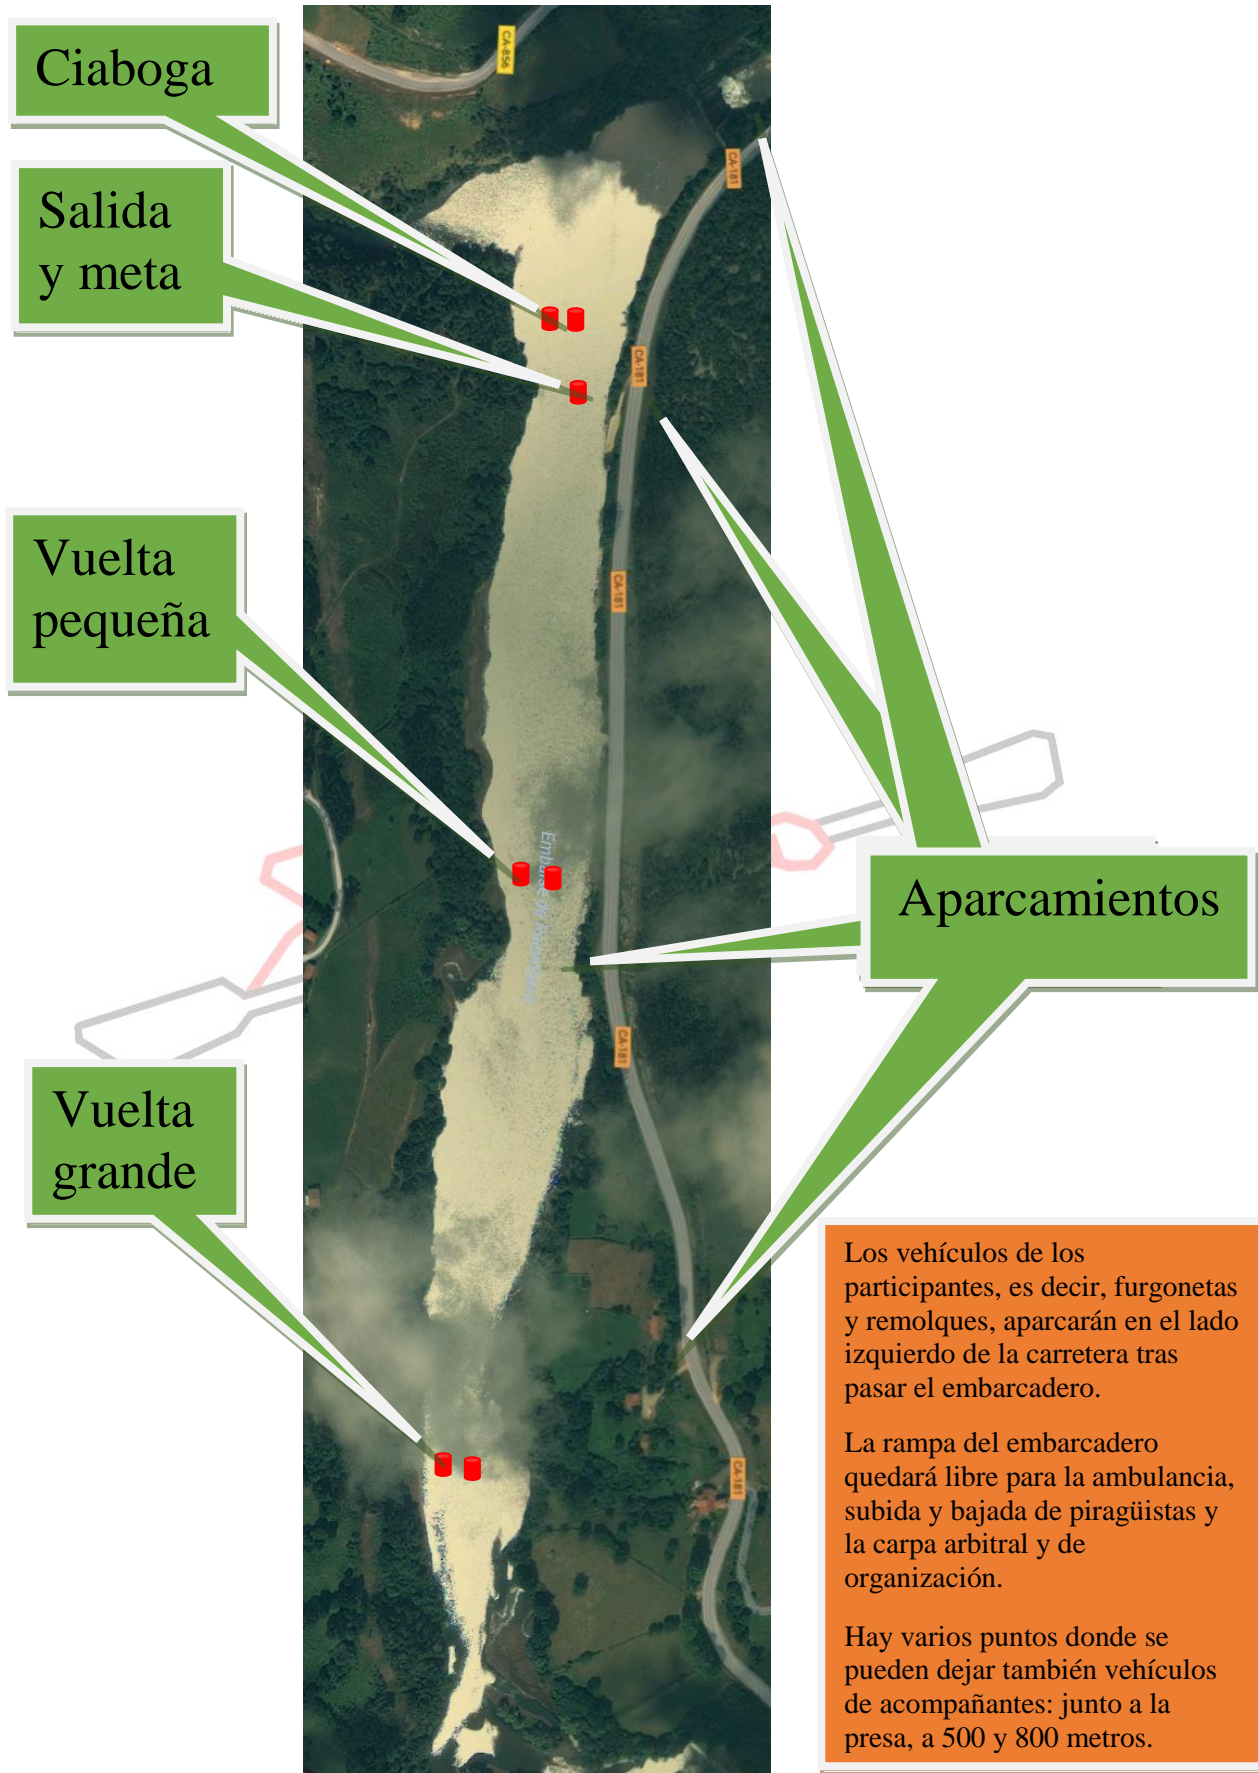 Ciaboga
CA-856
Salida
y meta
CA-181
CA-181
Vuelta
pequeña
CA-181
Aparcamientos
CA-181
Vuelta
grande
CA-181
Los vehículos de los
participantes, es decir, furgonetas
y remolques, aparcarán en el lado
izquierdo de la carretera tras
pasar el embarcadero.
La rampa del embarcadero
quedará libre para la ambulancia,
subida y bajada de piragüistas y
la carpa arbitral y de
organización.
Hay varios puntos donde se
pueden dejar también vehículos
de acompañantes: junto a la
presa, a 500 y 800 metros.